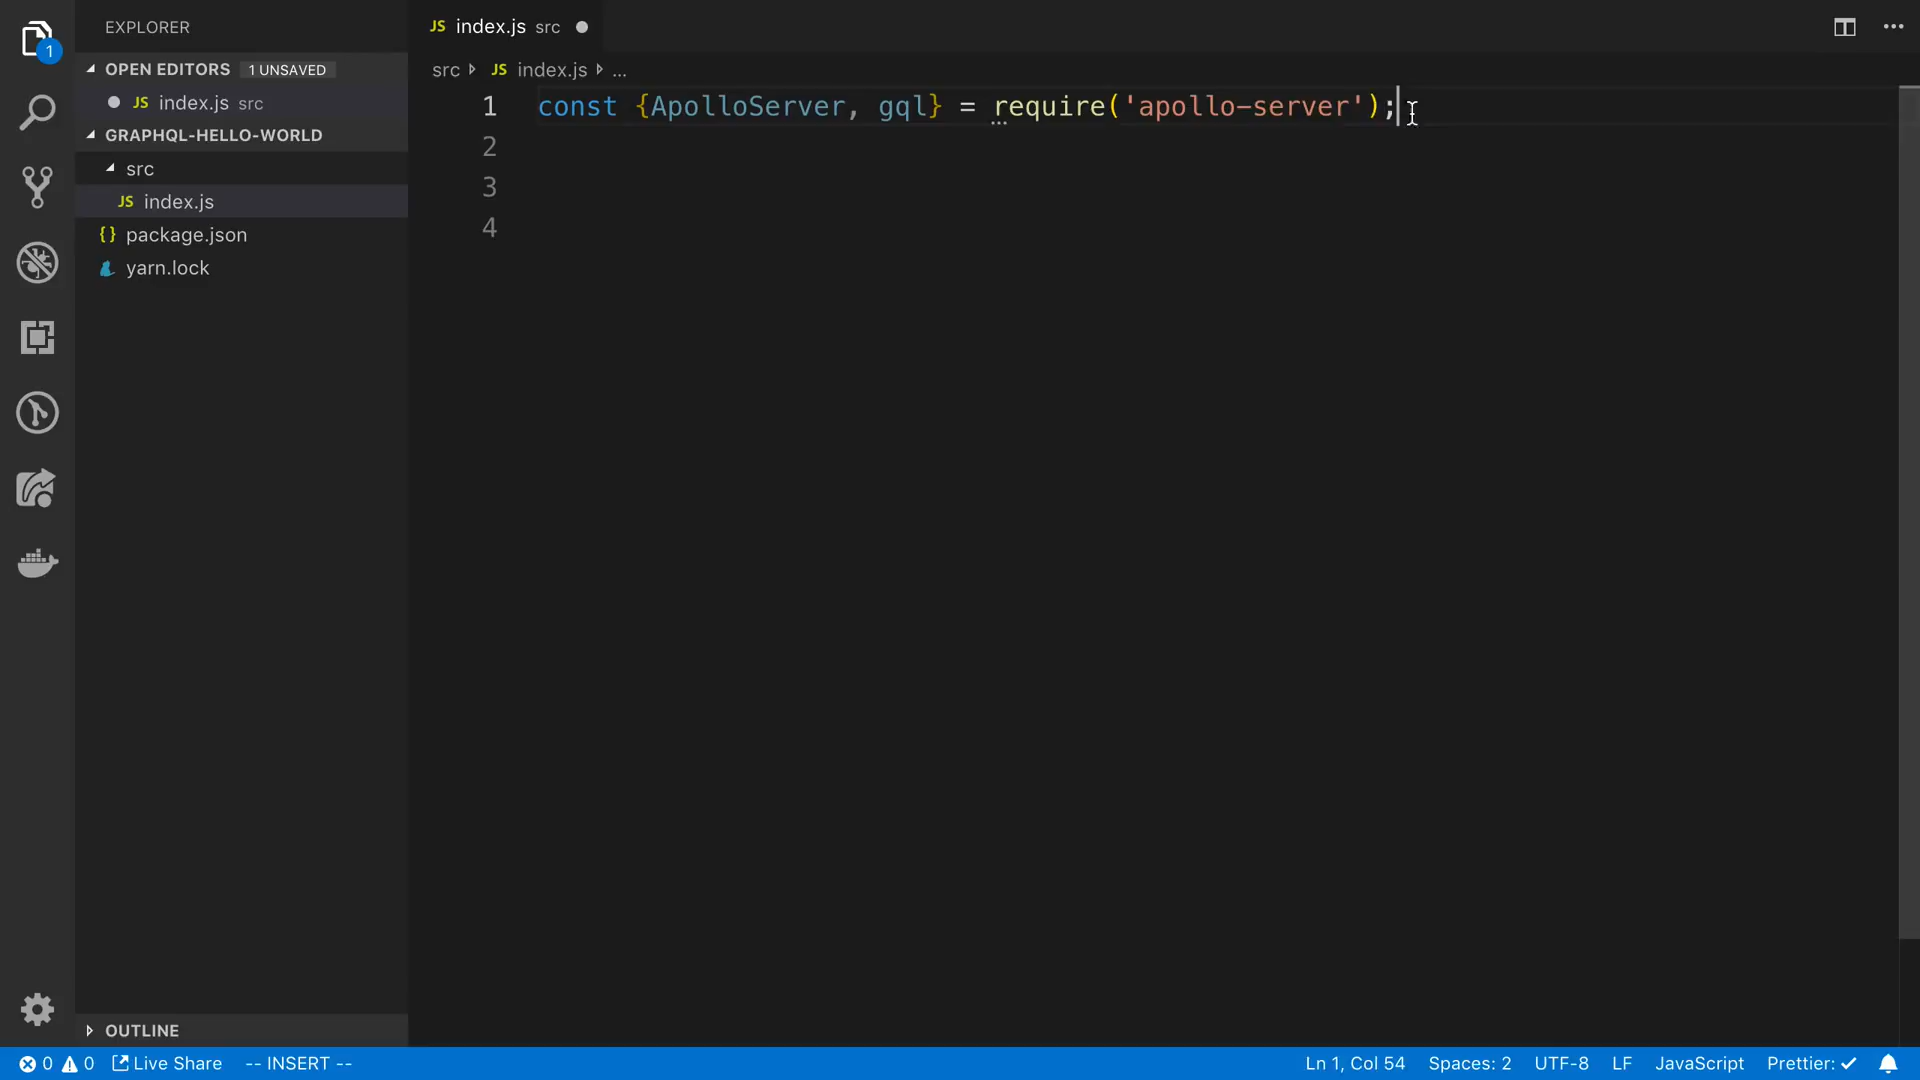 1
EXPLORER
OPEN EDITORS 1 UNSAVED
JS index.js src
GRAPHQL-HELLO-WORLD
src
JS index.js
{} package.json
yarn.lock
OUTLINE
JS index.js src
src JS index.js ...
1 const {ApolloServer, gql} = require('apollo-server');
2
3
4
0 0 Live Share -- INSERT -- Ln 1, Col 54 Spaces: 2 UTF-8 LF JavaScript Prettier: